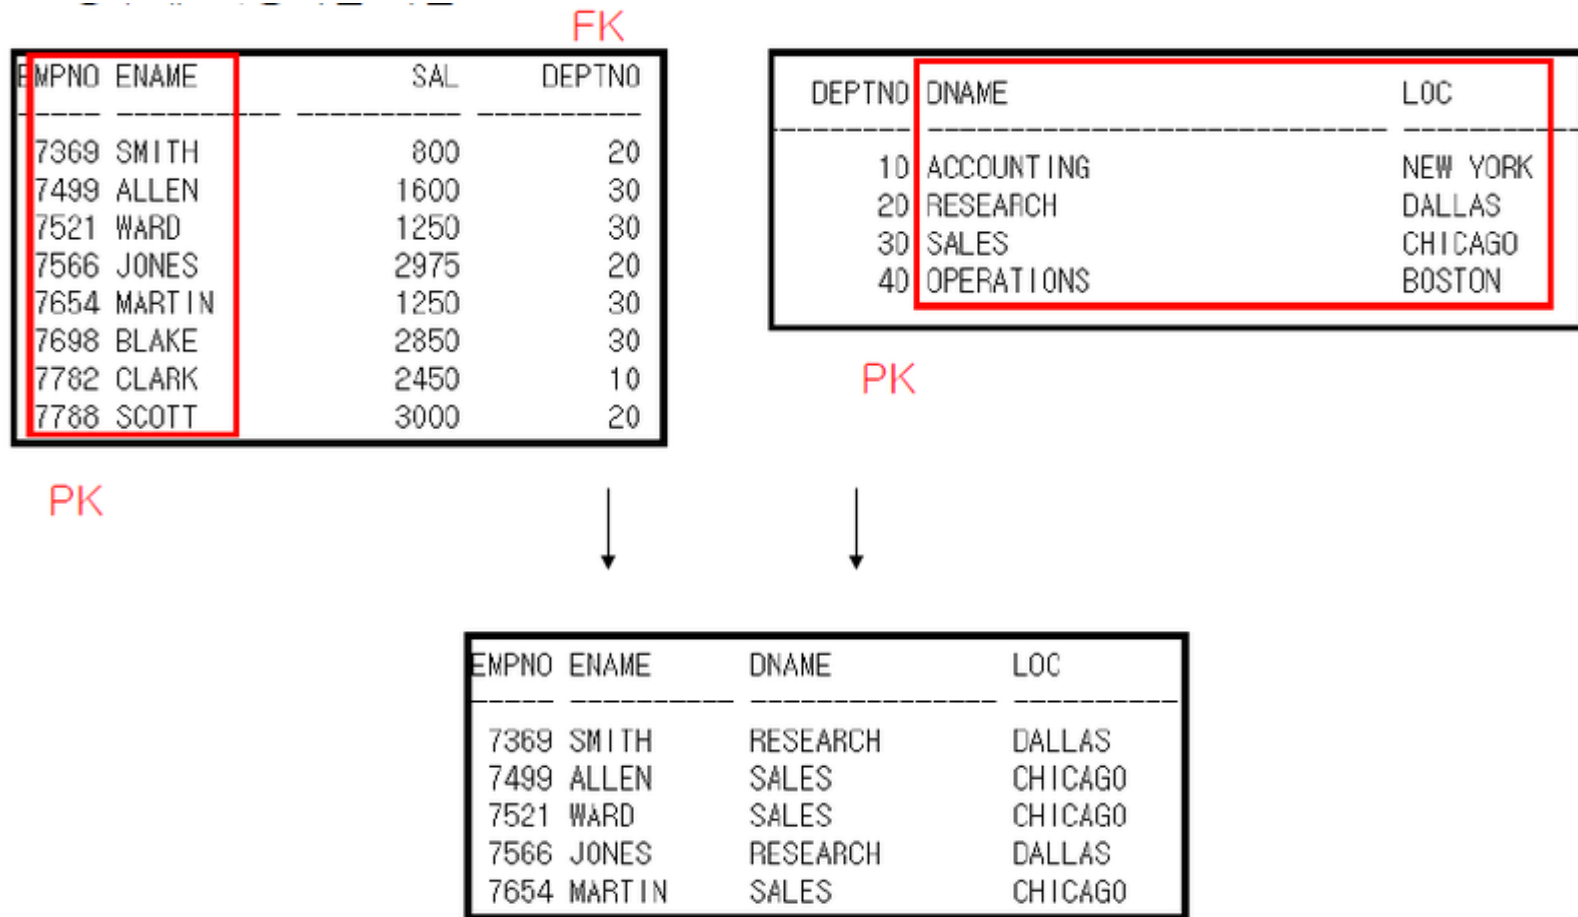 FK
EMPNO ENAME SAL DEPTNO
7369 SMITH 800 20
7499 ALLEN 1600 30
7521 WARD 1250 30
7566 JONES 2975 20
7654 MARTIN 1250 30
7698 BLAKE 2850 30
7782 CLARK 2450 10
7788 SCOTT 3000 20
PK
DEPTNO DNAME LOC
10 ACCOUNTING NEW YORK
20 RESEARCH DALLAS
30 SALES CHICAGO
40 OPERATIONS BOSTON
PK
EMPNO ENAME DNAME LOC
7369 SMITH RESEARCH DALLAS
7499 ALLEN SALES CHICAGO
7521 WARD SALES CHICAGO
7566 JONES RESEARCH DALLAS
7654 MARTIN SALES CHICAGO